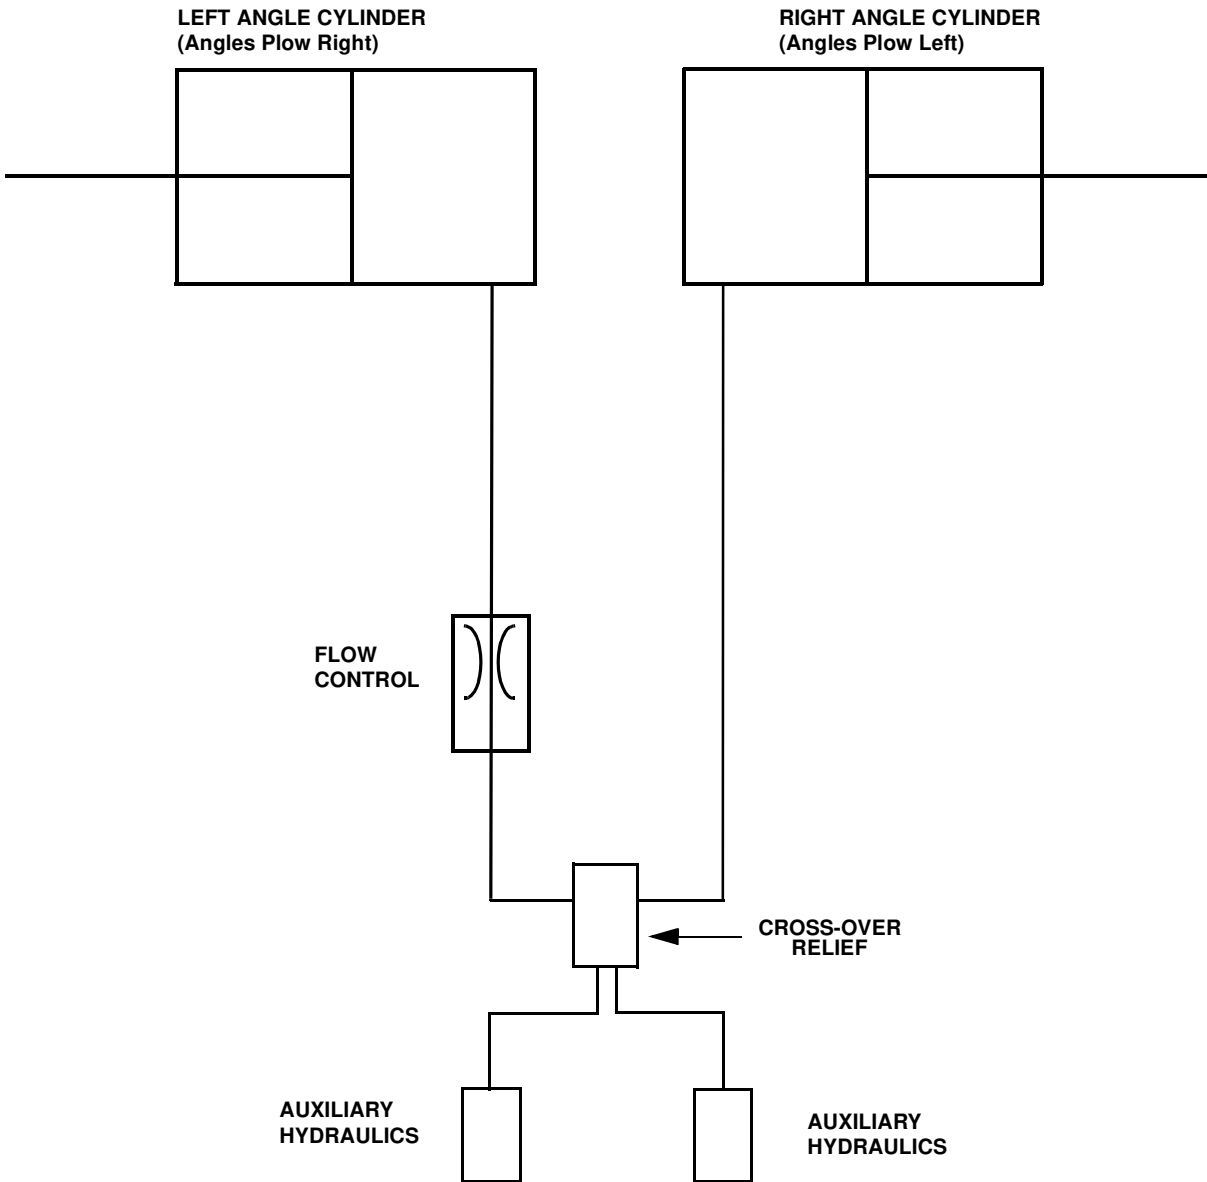 LEFT ANGLE CYLINDER
(Angles Plow Right)
RIGHT ANGLE CYLINDER
(Angles Plow Left)
FLOW
CONTROL
CROSS-OVER
RELIEF
AUXILIARY
HYDRAULICS
AUXILIARY
HYDRAULICS